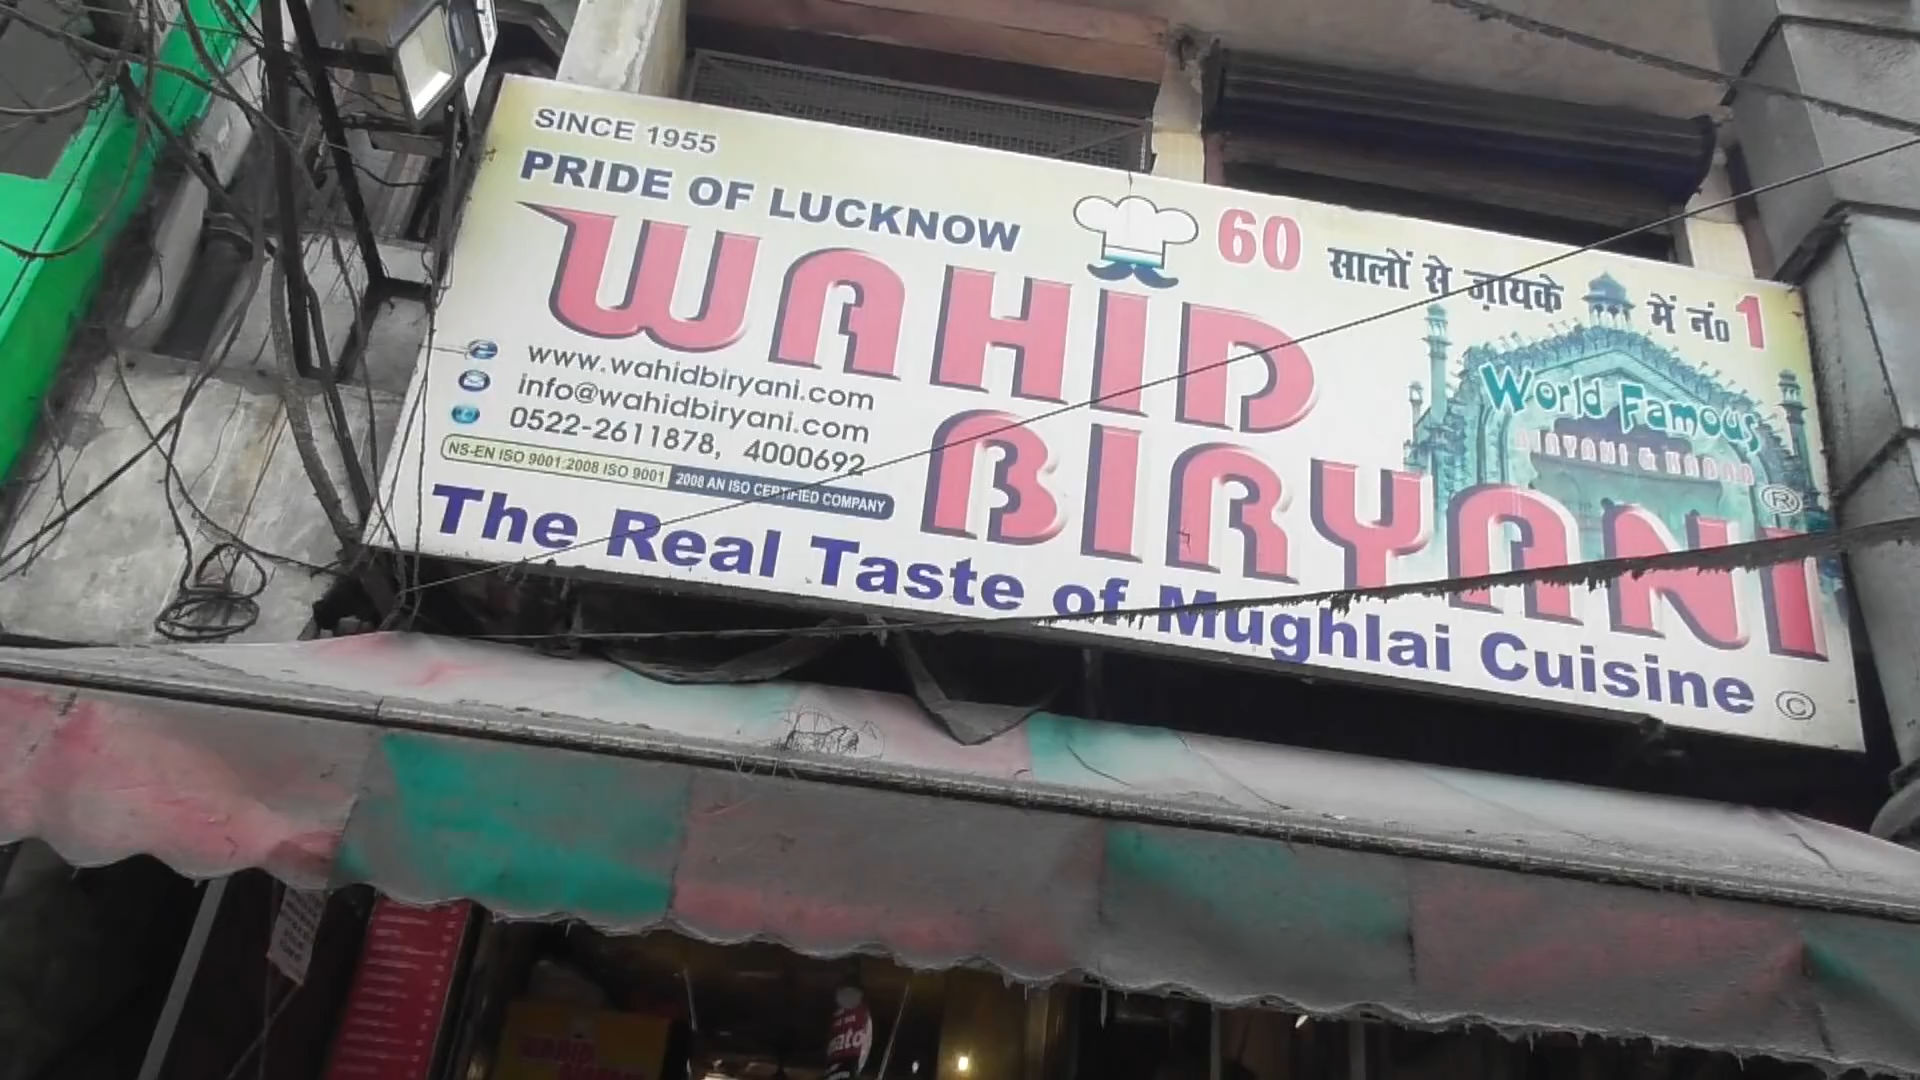 SINCE 1955
PRIDE OF LUCKNOW
60 सालों से ज़ायके में नं० 1
WAHID
BIRYANI ®
World Famous
BIRYANI & KABAB
www.wahidbiryani.com
info@wahidbiryani.com
0522-2611878, 4000692
NS-EN ISO 9001:2008 ISO 9001 2008 AN ISO CERTIFIED COMPANY
The Real Taste of Mughlai Cuisine ©